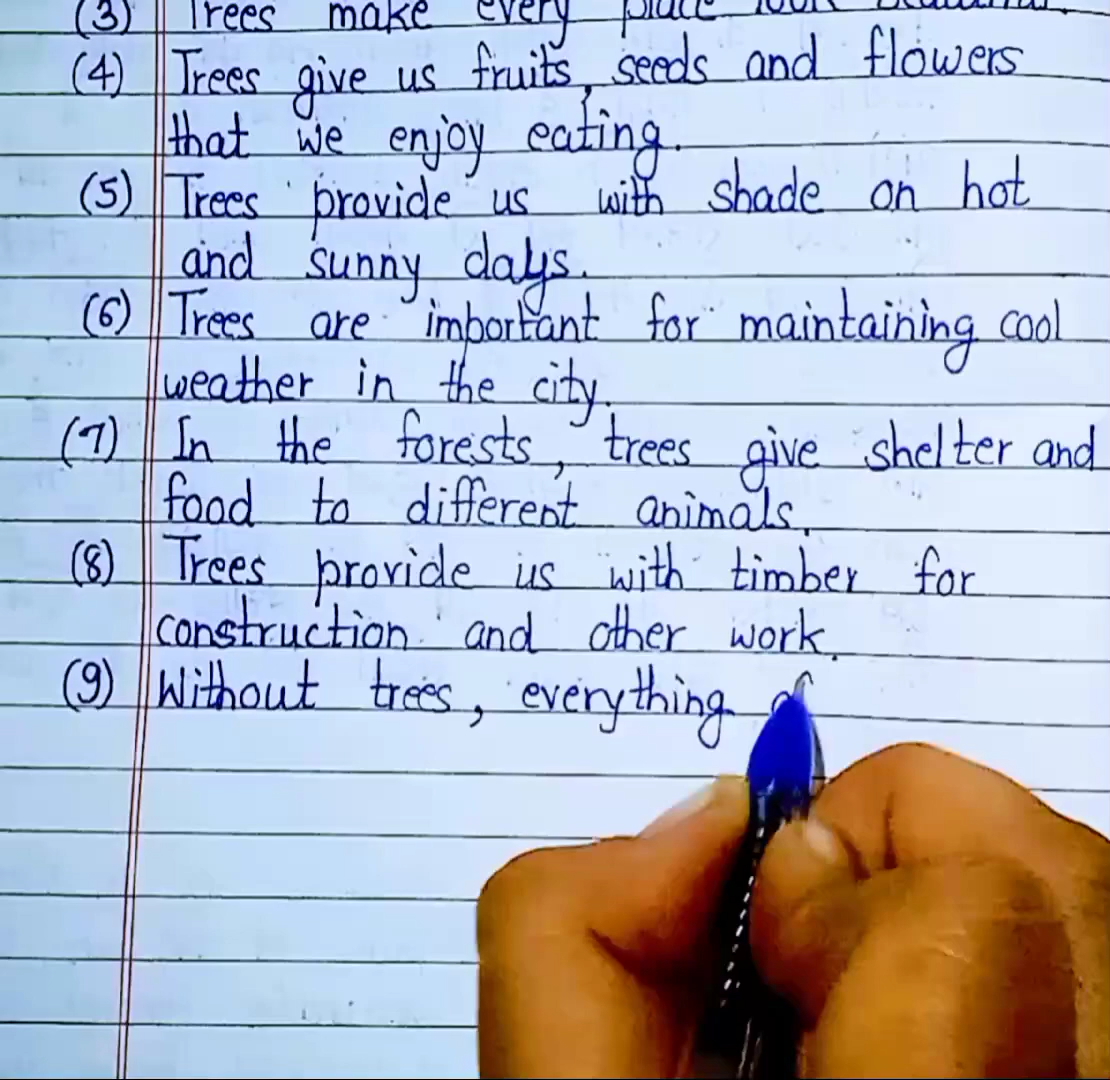 (3) Trees make every place look beautiful.
(4) Trees give us fruits, seeds and flowers
that we enjoy eating.
(5) Trees provide us with shade on hot
and sunny days.
(6) Trees are important for maintaining cool
weather in the city.
(7) In the forests, trees give shelter and
food to different animals.
(8) Trees provide us with timber for
construction and other work.
(9) Without trees, everything